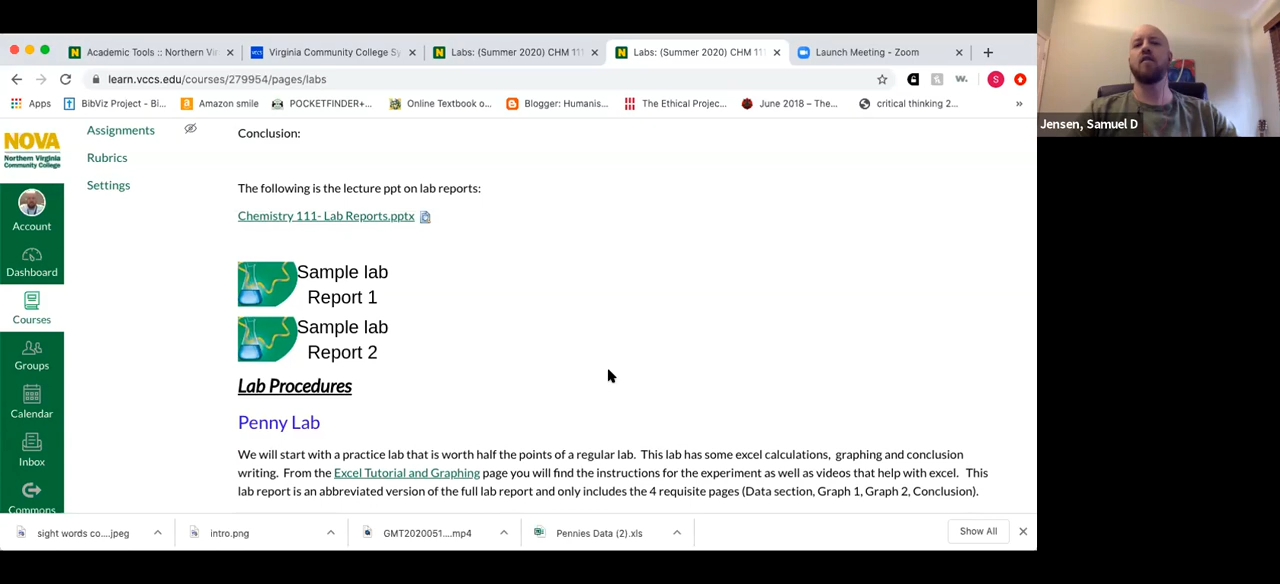 Academic Tools :: Northern Vir
Virginia Community College Sy
Labs: (Summer 2020) CHM 111
Labs: (Summer 2020) CHM 111
Launch Meeting - Zoom
learn.vccs.edu/courses/279954/pages/labs
S
Apps
BibViz Project - Bi...
Amazon smile
POCKETFINDER+...
Online Textbook o...
Blogger: Humanis...
The Ethical Projec...
June 2018 – The...
critical thinking 2...
»
Jensen, Samuel D
NOVA
Northern Virginia
Community College
Account
Dashboard
Courses
Groups
Calendar
Inbox
Commons
Assignments
Rubrics
Settings
Conclusion:
The following is the lecture ppt on lab reports:
Chemistry 111- Lab Reports.pptx
Sample lab
Report 1
Sample lab
Report 2
Lab Procedures
Penny Lab
We will start with a practice lab that is worth half the points of a regular lab.  This lab has some excel calculations,  graphing and conclusion
writing.  From the Excel Tutorial and Graphing page you will find the instructions for the experiment as well as videos that help with excel.  This
lab report is an abbreviated version of the full lab report and only includes the 4 requisite pages (Data section, Graph 1, Graph 2, Conclusion).
sight words co....jpeg
intro.png
GMT2020051....mp4
Pennies Data (2).xls
Show All